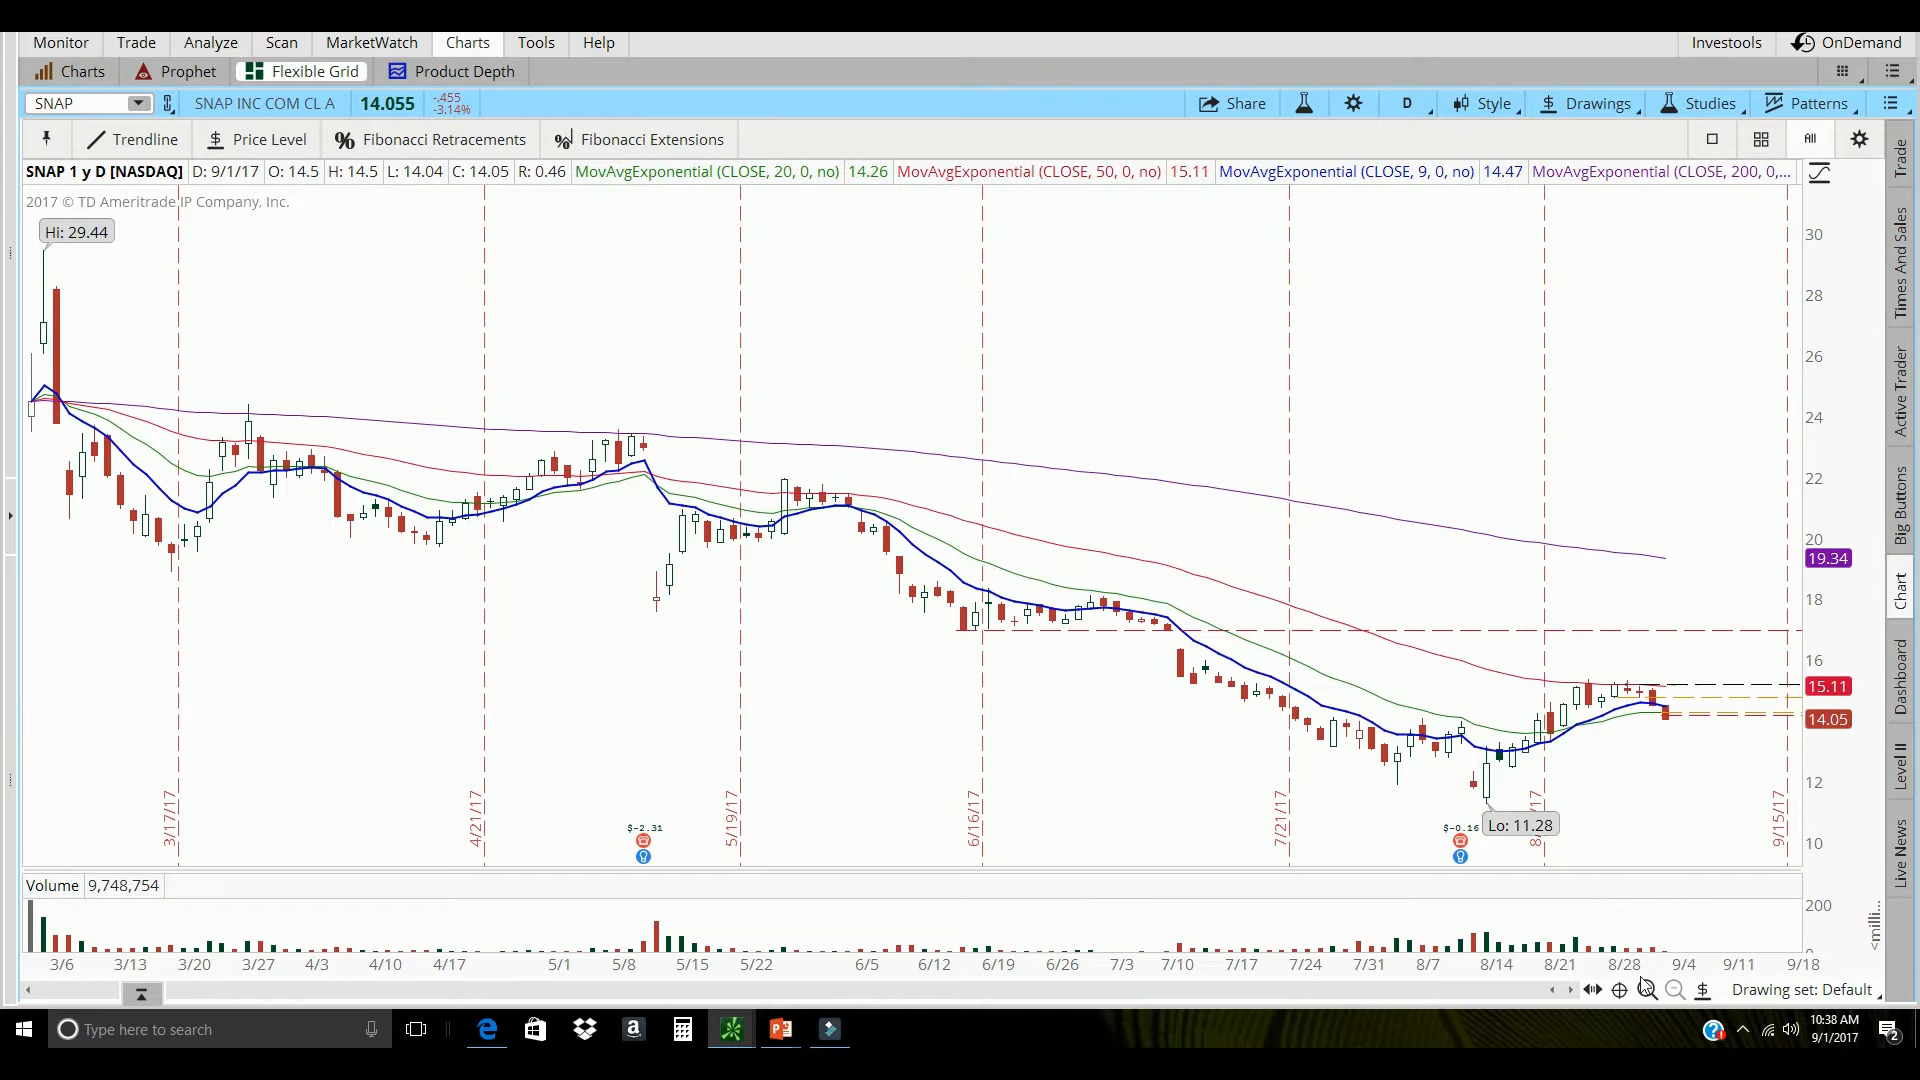 Monitor Trade Analyze Scan MarketWatch Charts Tools Help Investools OnDemand
Charts Prophet Flexible Grid Product Depth
SNAP SNAP INC COM CL A 14.055 -.455 -3.14% Share D Style Drawings Studies Patterns
Trendline $ Price Level % Fibonacci Retracements % Fibonacci Extensions All
SNAP 1 y D [NASDAQ] D: 9/1/17 O: 14.5 H: 14.5 L: 14.04 C: 14.05 R: 0.46 MovAvgExponential (CLOSE, 20, 0, no) 14.26 MovAvgExponential (CLOSE, 50, 0, no) 15.11 MovAvgExponential (CLOSE, 9, 0, no) 14.47 MovAvgExponential (CLOSE, 200, 0,...
2017 © TD Ameritrade IP Company, Inc.
Hi: 29.44
30
28
26
24
22
20
19.34
18
16
15.11
14.05
12
10
Lo: 11.28
$-2.31
$-0.16
3/17/17
4/21/17
5/19/17
6/16/17
7/21/17
8/ 17
9/15/17
Volume 9,748,754
200
<milli...
3/6 3/13 3/20 3/27 4/3 4/10 4/17 5/1 5/8 5/15 5/22 6/5 6/12 6/19 6/26 7/3 7/10 7/17 7/24 7/31 8/7 8/14 8/21 8/28 9/4 9/11 9/18
$ Drawing set: Default
Trade
Times And Sales
Active Trader
Big Buttons
Chart
Dashboard
Level II
Live News
Type here to search
10:38 AM
9/1/2017
2